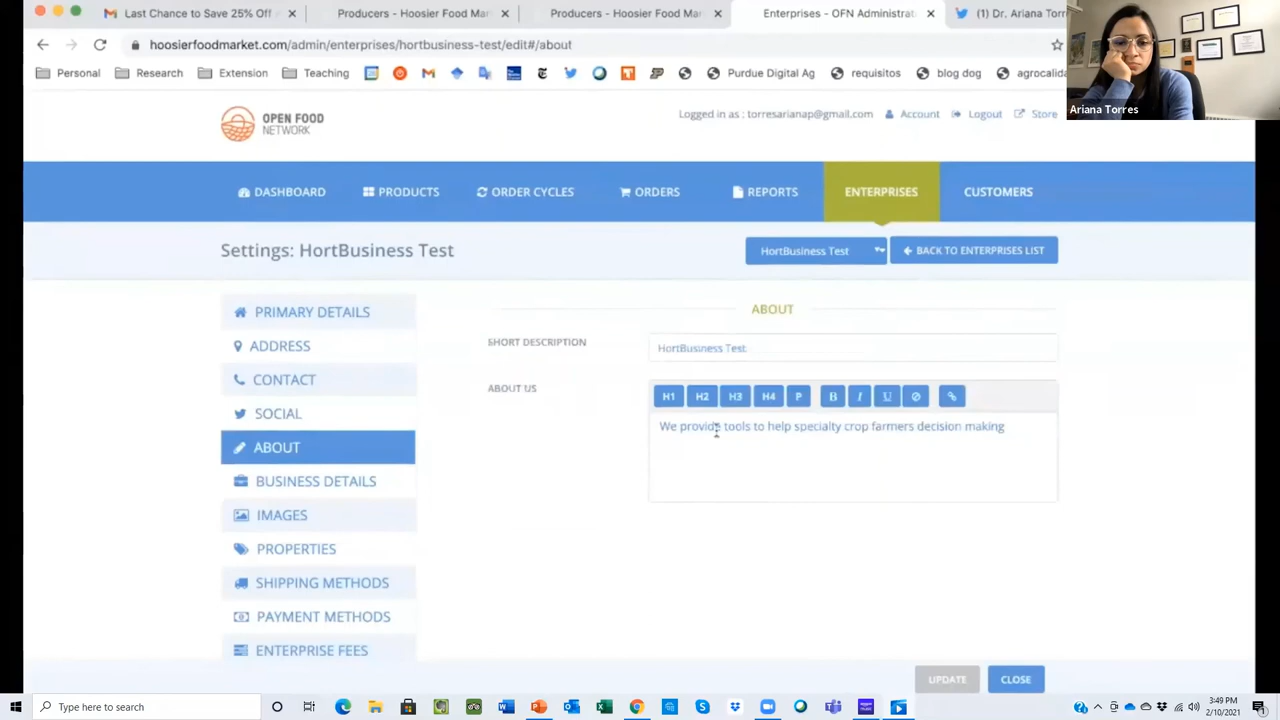 Last Chance to Save 25% Off
Producers - Hoosier Food Mar
Producers - Hoosier Food Mar
Enterprises - OFN Administrat
(1) Dr. Ariana Torr
hoosierfoodmarket.com/admin/enterprises/hortbusiness-test/edit#/about
Personal
Research
Extension
Teaching
Purdue Digital Ag
requisitos
blog dog
agrocalida
Ariana Torres
OPEN FOOD
NETWORK
Logged in as : torresarianap@gmail.com
Account
Logout
Store
DASHBOARD
PRODUCTS
ORDER CYCLES
ORDERS
REPORTS
ENTERPRISES
CUSTOMERS
Settings: HortBusiness Test
HortBusiness Test
BACK TO ENTERPRISES LIST
PRIMARY DETAILS
ADDRESS
CONTACT
SOCIAL
ABOUT
BUSINESS DETAILS
IMAGES
PROPERTIES
SHIPPING METHODS
PAYMENT METHODS
ENTERPRISE FEES
ABOUT
SHORT DESCRIPTION
HortBusiness Test
ABOUT US
H1 H2 H3 H4 P B I U
We provide tools to help specialty crop farmers decision making
UPDATE
CLOSE
Type here to search
3:49 PM
2/10/2021